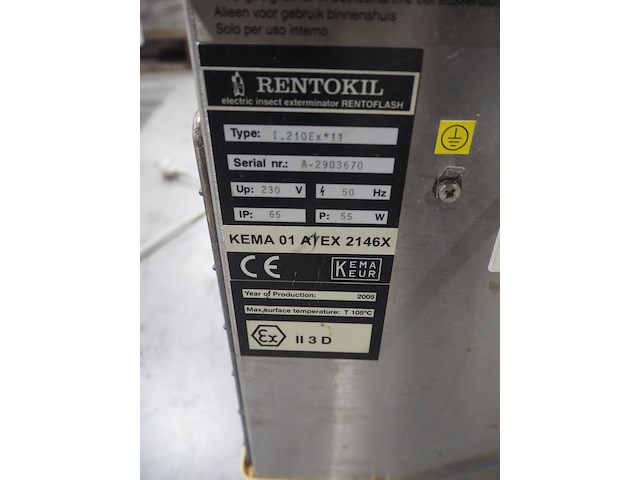 Alleen voor gebruik binnenshuis
Solo per uso interno
RENTOKIL
electric insect exterminator RENTOFLASH
Type: I.210Ex*11
Serial nr.: A-2903670
Up: 230 V 50 Hz
IP: 65 P: 55 W
KEMA 01 ATEX 2146X
CE KEMA
KEUR
Year of Production: 2005
Max. surface temperature: T 105°C
Ex II 3 D